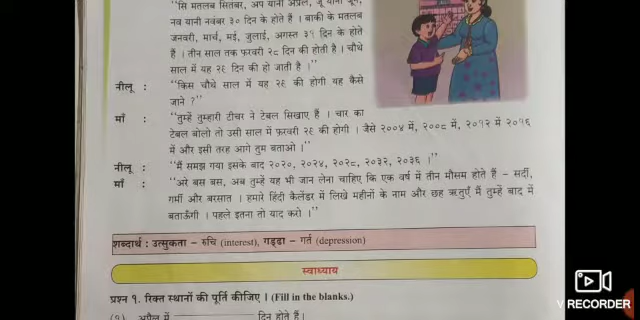 "सि मतलब सितंबर, अप यानी अप्रैल, जू यानी जून,
नव यानी नवंबर ३० दिन के होते हैं । बाकी के मतलब
जनवरी, मार्च, मई, जुलाई, अगस्त ३१ दिन के होते
हैं । तीन साल तक फरवरी २८ दिन की होती है । चौथे
साल में यह २९ दिन की हो जाती है ।"
नीलू : "किस चौथे साल में यह २९ की होगी यह कैसे
जाने ?"
माँ : "तुम्हें तुम्हारी टीचर ने टेबल सिखाए हैं । चार का
टेबल बोलो तो उसी साल में फ़रवरी २९ की होगी । जैसे २००४ में, २००८ में, २०१२ में २०१६
में और इसी तरह आगे तुम बताओ ।"
नीलू : "मैं समझ गया इसके बाद २०२०, २०२४, २०२८, २०३२, २०३६ ।"
माँ : "अरे बस बस, अब तुम्हें यह भी जान लेना चाहिए कि एक वर्ष में तीन मौसम होते हैं – सर्दी,
गर्मी और बरसात । हमारे हिंदी कैलेंडर में लिखे महीनों के नाम और छह ऋतुएँ मैं तुम्हें बाद में
बताऊँगी । पहले इतना तो याद करो ।"
शब्दार्थ : उत्सुकता – रुचि (interest), गड्ढा – गर्त (depression)
स्वाध्याय
प्रश्न १. रिक्त स्थानों की पूर्ति कीजिए । (Fill in the blanks.)
(१) अप्रैल में ____________ दिन होते हैं।
V RECORDER